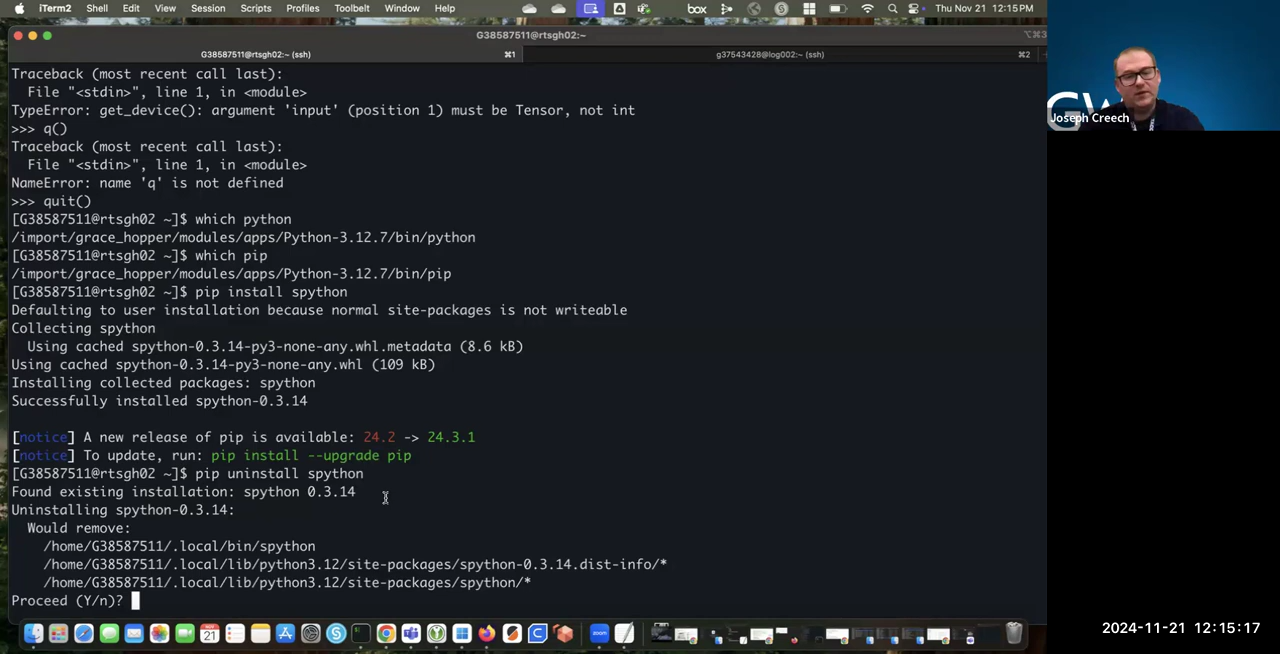 iTerm2 Shell Edit View Session Scripts Profiles Toolbelt Window Help box Thu Nov 21 12:15 PM
G38587511@rtsgh02:~
G38587511@rtsgh02:~ (ssh) ⌘1 g37543428@log002:~ (ssh) ⌘2
Traceback (most recent call last):
  File "<stdin>", line 1, in <module>
TypeError: get_device(): argument 'input' (position 1) must be Tensor, not int
>>> q()
Traceback (most recent call last):
  File "<stdin>", line 1, in <module>
NameError: name 'q' is not defined
>>> quit()
[G38587511@rtsgh02 ~]$ which python
/import/grace_hopper/modules/apps/Python-3.12.7/bin/python
[G38587511@rtsgh02 ~]$ which pip
/import/grace_hopper/modules/apps/Python-3.12.7/bin/pip
[G38587511@rtsgh02 ~]$ pip install spython
Defaulting to user installation because normal site-packages is not writeable
Collecting spython
  Using cached spython-0.3.14-py3-none-any.whl.metadata (8.6 kB)
Using cached spython-0.3.14-py3-none-any.whl (109 kB)
Installing collected packages: spython
Successfully installed spython-0.3.14
[notice] A new release of pip is available: 24.2 -> 24.3.1
[notice] To update, run: pip install --upgrade pip
[G38587511@rtsgh02 ~]$ pip uninstall spython
Found existing installation: spython 0.3.14
Uninstalling spython-0.3.14:
  Would remove:
    /home/G38587511/.local/bin/spython
    /home/G38587511/.local/lib/python3.12/site-packages/spython-0.3.14.dist-info/*
    /home/G38587511/.local/lib/python3.12/site-packages/spython/*
Proceed (Y/n)?
GW
Joseph Creech
21
zoom
2024-11-21 12:15:17